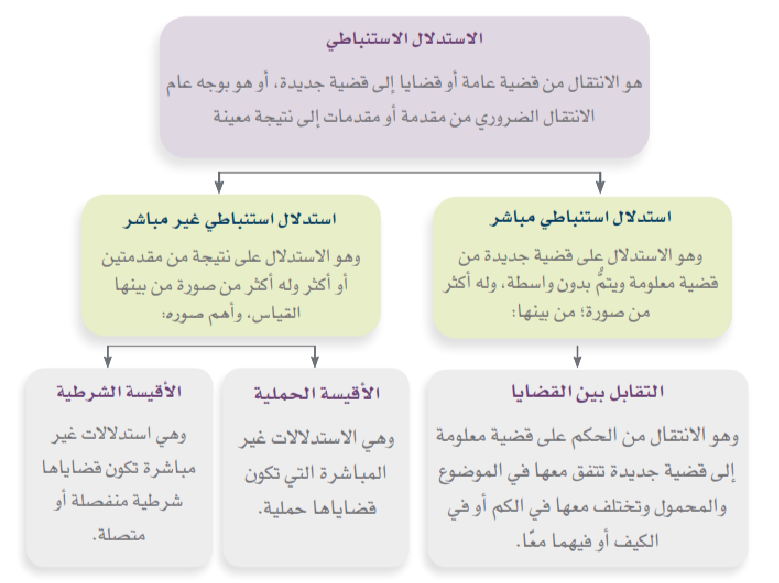 الاستدلال الاستنباطي
هو الانتقال من قضية عامة أو قضايا إلى قضية جديدة، أو هو بوجه عام
الانتقال الضروري من مقدمة أو مقدمات إلى نتيجة معينة
استدلال استنباطي مباشر
وهو الاستدلال على قضية جديدة من
قضية معلومة ويتمُّ بدون واسطة، وله أكثر
من صورة؛ من بينها:
استدلال استنباطي غير مباشر
وهو الاستدلال على نتيجة من مقدمتين
أو أكثر وله أكثر من صورة من بينها
القياس، وأهم صوره:
التقابل بين القضايا
وهو الانتقال من الحكم على قضية معلومة
إلى قضية جديدة تتفق معها في الموضوع
والمحمول وتختلف معها في الكم أو في
الكيف أو فيهما معًا.
الأقيسة الحملية
وهي الاستدلالات غير
المباشرة التي تكون
قضاياها حملية.
الأقيسة الشرطية
وهي استدلالات غير
مباشرة تكون قضاياها
شرطية منفصلة أو
متصلة.